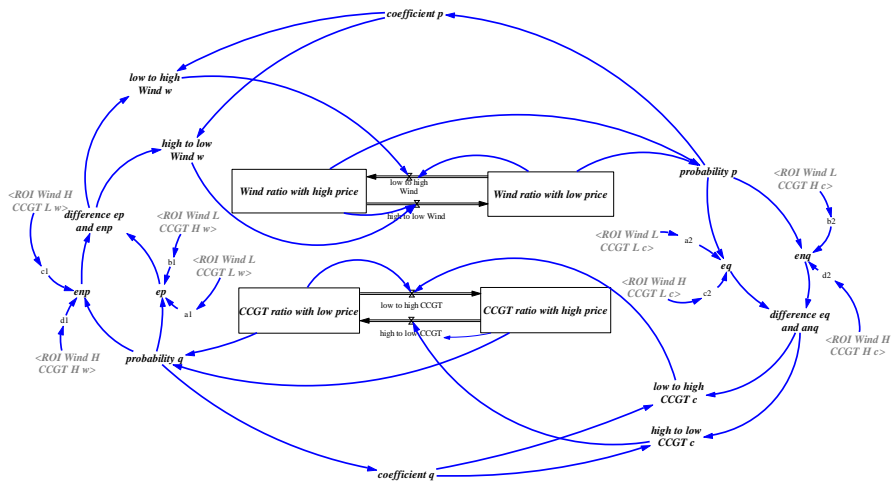 coefficient p
low to high
Wind w
high to low
Wind w
probability p
<ROI Wind L
CCGT H c>
Wind ratio with high price
low to high
Wind
high to low Wind
Wind ratio with low price
<ROI Wind H
CCGT L w>
difference ep
and enp
<ROI Wind L
CCGT H w>
b2
<ROI Wind L
CCGT L c>
a2
enq
eq
b1
<ROI Wind L
CCGT L w>
c1
enp
ep
d2
<ROI Wind H
CCGT L c>
c2
CCGT ratio with low price
low to high CCGT
high to low CCGT
CCGT ratio with high price
a1
d1
difference eq
and anq
<ROI Wind H
CCGT H c>
<ROI Wind H
CCGT H w>
probability q
low to high
CCGT c
high to low
CCGT c
coefficient q